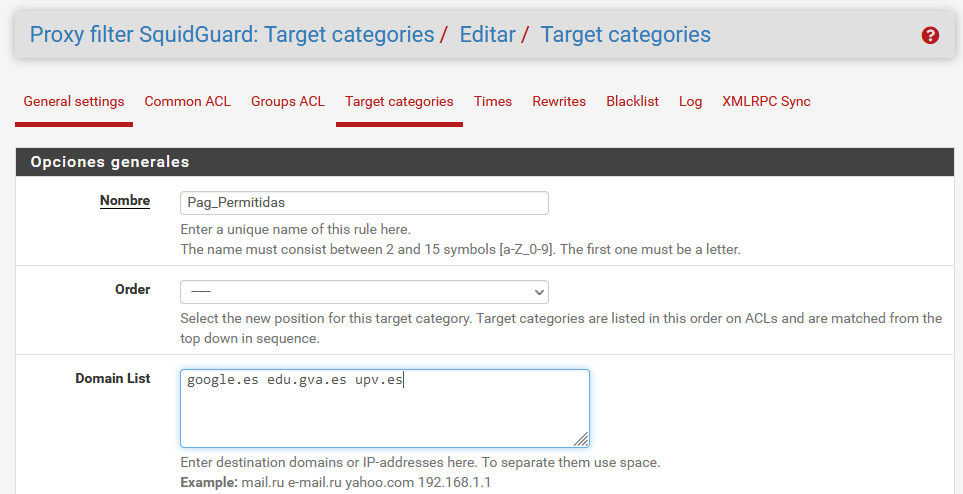 Proxy filter SquidGuard: Target categories / Editar / Target categories
General settings Common ACL Groups ACL Target categories Times Rewrites Blacklist Log XMLRPC Sync
Opciones generales
Nombre Pag_Permitidas
Enter a unique name of this rule here.
The name must consist between 2 and 15 symbols [a-Z_0-9]. The first one must be a letter.
Order -----
Select the new position for this target category. Target categories are listed in this order on ACLs and are matched from the
top down in sequence.
Domain List google.es edu.gva.es upv.es
Enter destination domains or IP-addresses here. To separate them use space.
Example: mail.ru e-mail.ru yahoo.com 192.168.1.1